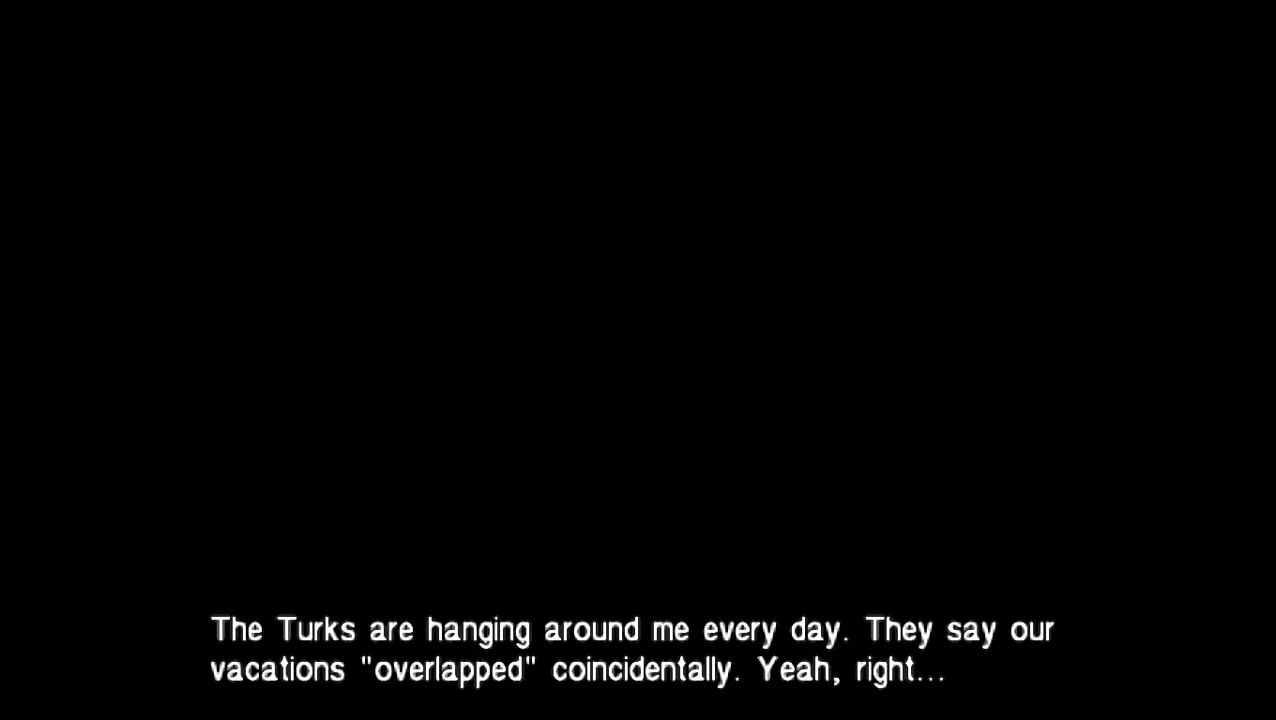 The Turks are hanging around me every day. They say our
vacations "overlapped" coincidentally. Yeah, right...